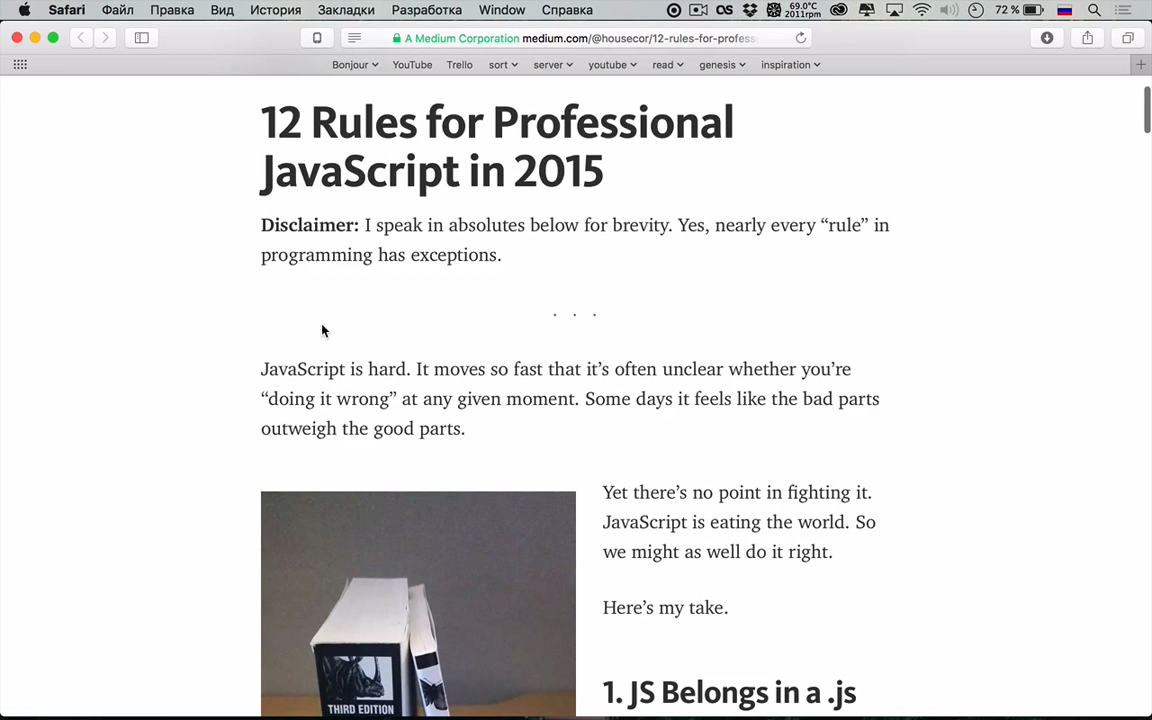 Safari Файл Правка Вид История Закладки Разработка Window Справка
69.0°C
2011rpm
72 %
A Medium Corporation medium.com/@housecor/12-rules-for-profess
Bonjour YouTube Trello sort server youtube read genesis inspiration
12 Rules for Professional
JavaScript in 2015
Disclaimer: I speak in absolutes below for brevity. Yes, nearly every “rule” in
programming has exceptions.
. . .
JavaScript is hard. It moves so fast that it’s often unclear whether you’re
“doing it wrong” at any given moment. Some days it feels like the bad parts
outweigh the good parts.
Yet there’s no point in fighting it.
JavaScript is eating the world. So
we might as well do it right.
Here’s my take.
1. JS Belongs in a .js
THIRD EDITION